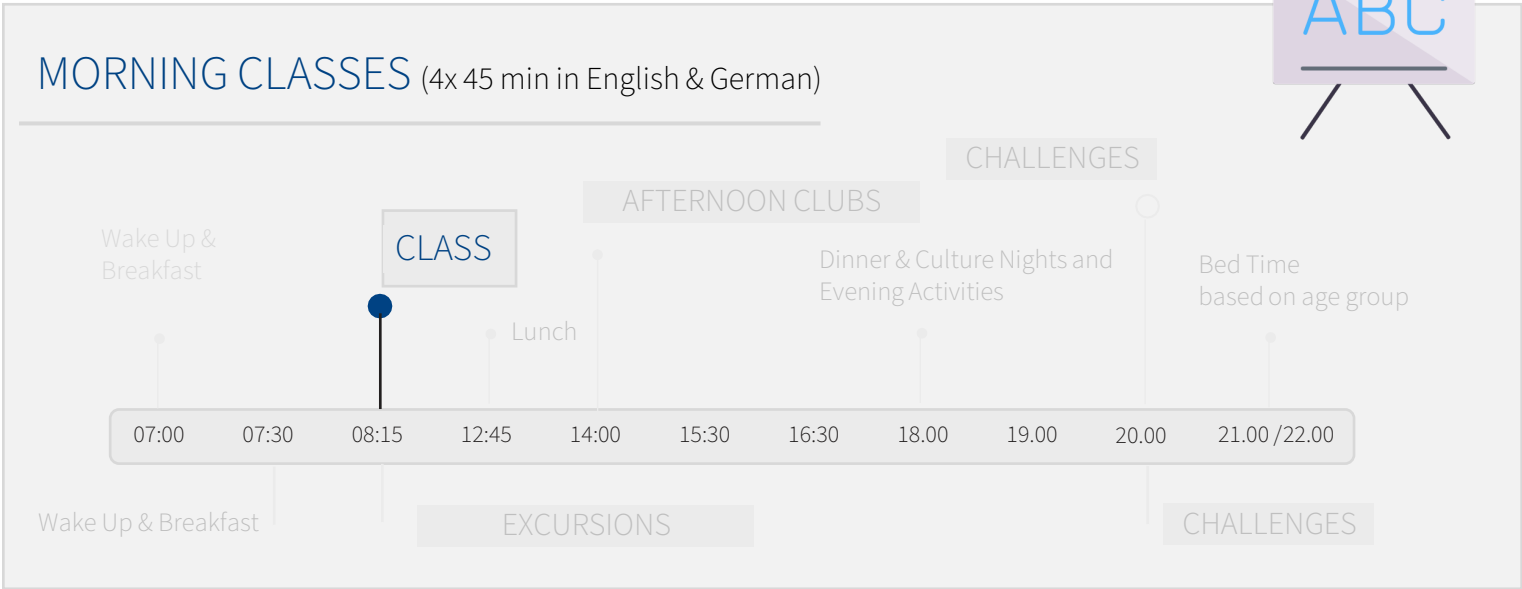 ABC
MORNING CLASSES (4x 45 min in English & German)
CHALLENGES
AFTERNOON CLUBS
Wake Up &
Breakfast
CLASS
Dinner & Culture Nights and
Evening Activities
Bed Time
based on age group
Lunch
07:00 07:30 08:15 12:45 14:00 15:30 16:30 18.00 19.00 20.00 21.00 /22.00
Wake Up & Breakfast
EXCURSIONS
CHALLENGES